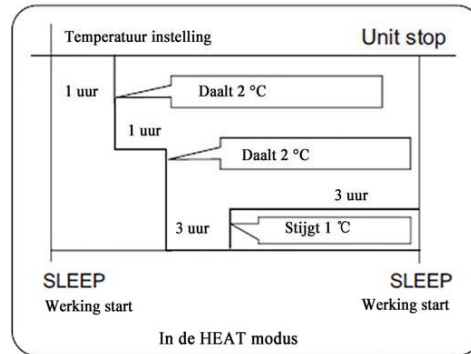 Temperatuur instelling
Unit stop
1 uur
Daalt 2 °C
1 uur
Daalt 2 °C
3 uur
3 uur
Stijgt 1 ℃
SLEEP
Werking start
SLEEP
Werking start
In de HEAT modus